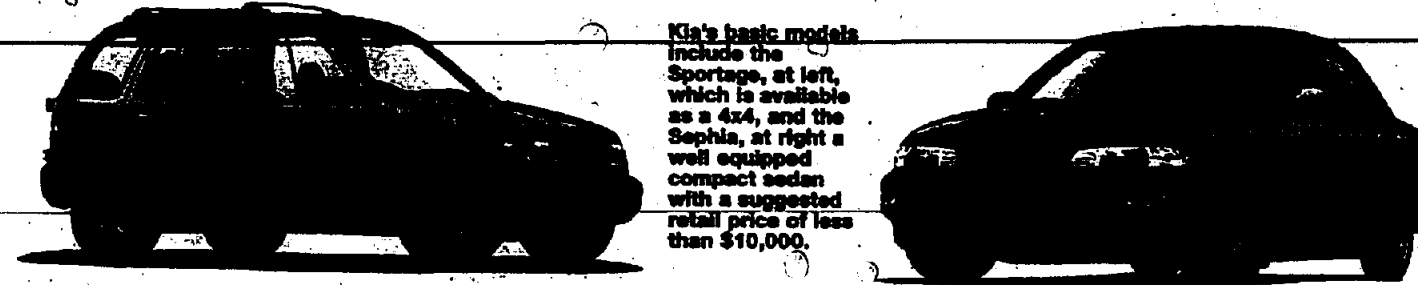 Kia's basic models
include the
Sportage, at left,
which is available
as a 4x4, and the
Sephia, at right a
well equipped
compact sedan
with a suggested
retail price of less
than $10,000.